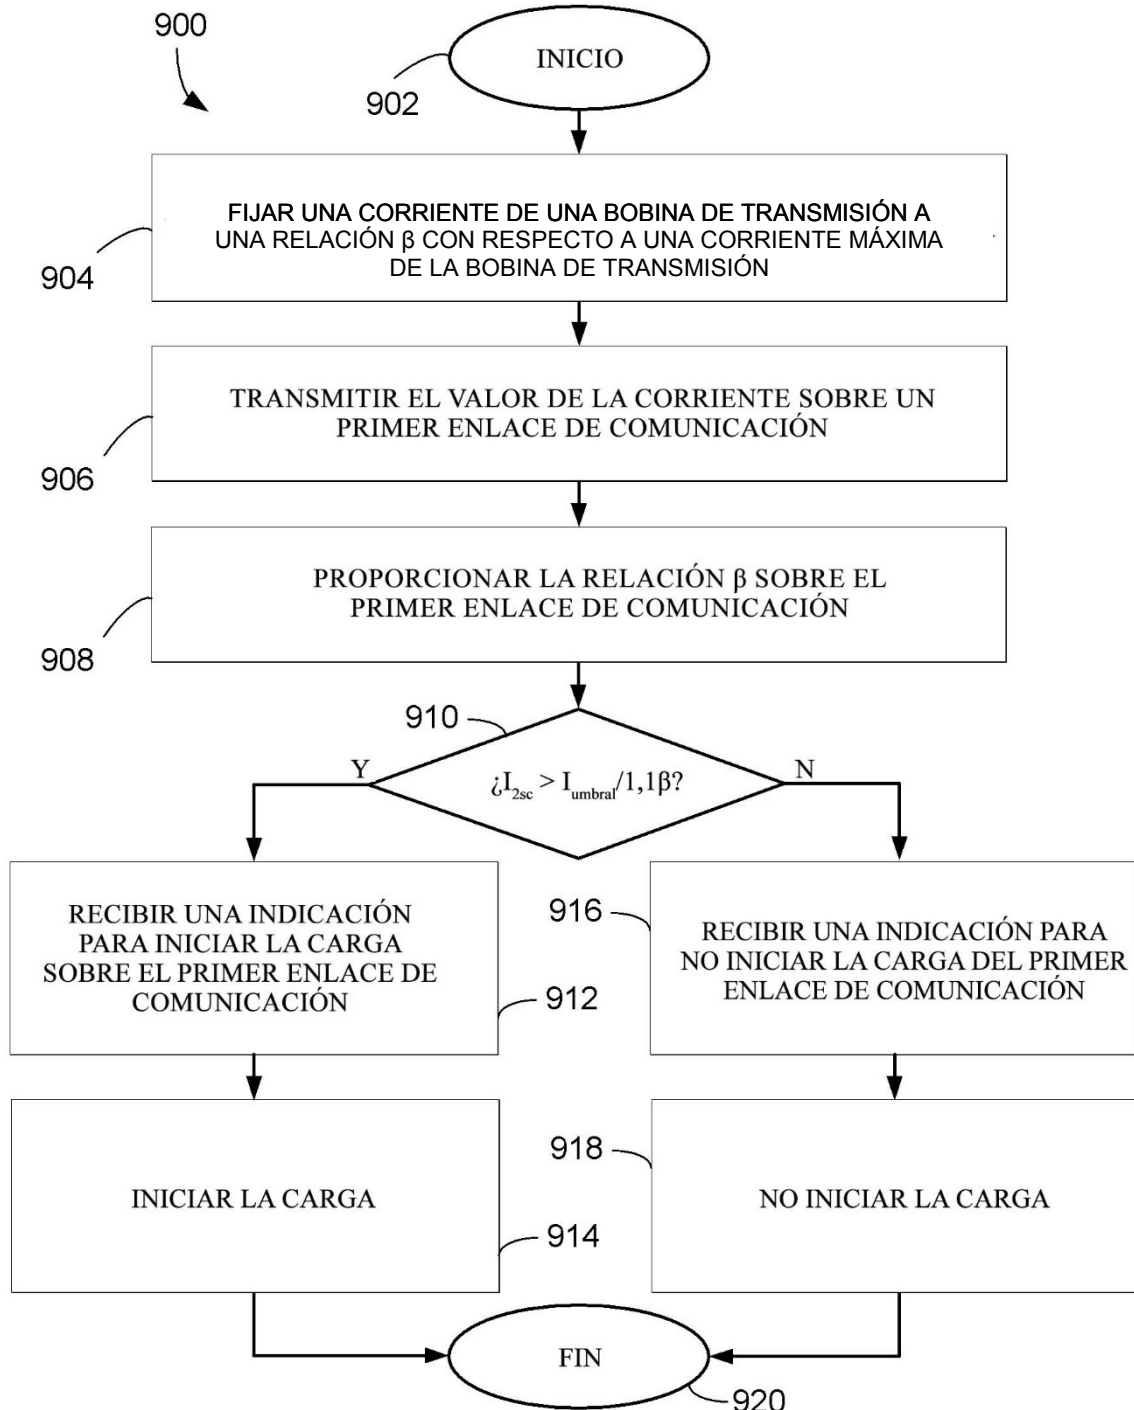 900
INICIO
902
FIJAR UNA CORRIENTE DE UNA BOBINA DE TRANSMISIÓN A
UNA RELACIÓN β CON RESPECTO A UNA CORRIENTE MÁXIMA
DE LA BOBINA DE TRANSMISIÓN
904
TRANSMITIR EL VALOR DE LA CORRIENTE SOBRE UN
PRIMER ENLACE DE COMUNICACIÓN
906
PROPORCIONAR LA RELACIÓN β SOBRE EL
PRIMER ENLACE DE COMUNICACIÓN
908
910
Y
¿I2sc > Iumbral/1,1β?
N
RECIBIR UNA INDICACIÓN
PARA INICIAR LA CARGA
SOBRE EL PRIMER ENLACE DE
COMUNICACIÓN
912
916
RECIBIR UNA INDICACIÓN PARA
NO INICIAR LA CARGA DEL PRIMER
ENLACE DE COMUNICACIÓN
INICIAR LA CARGA
914
918
NO INICIAR LA CARGA
FIN
920